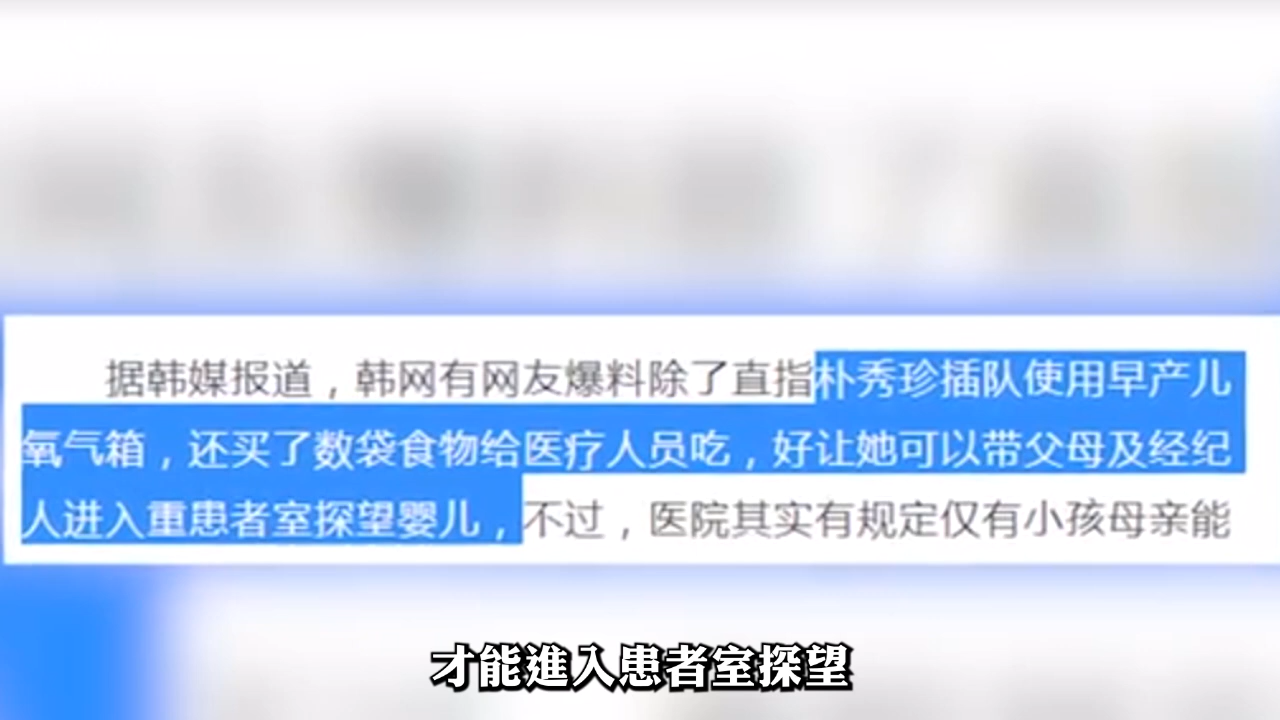 据韩媒报道，韩网有网友爆料除了直指朴秀珍插队使用早产儿
氧气箱，还买了数袋食物给医疗人员吃，好让她可以带父母及经纪
人进入重患者室探望婴儿，不过，医院其实有规定仅有小孩母亲能
才能進入患者室探望